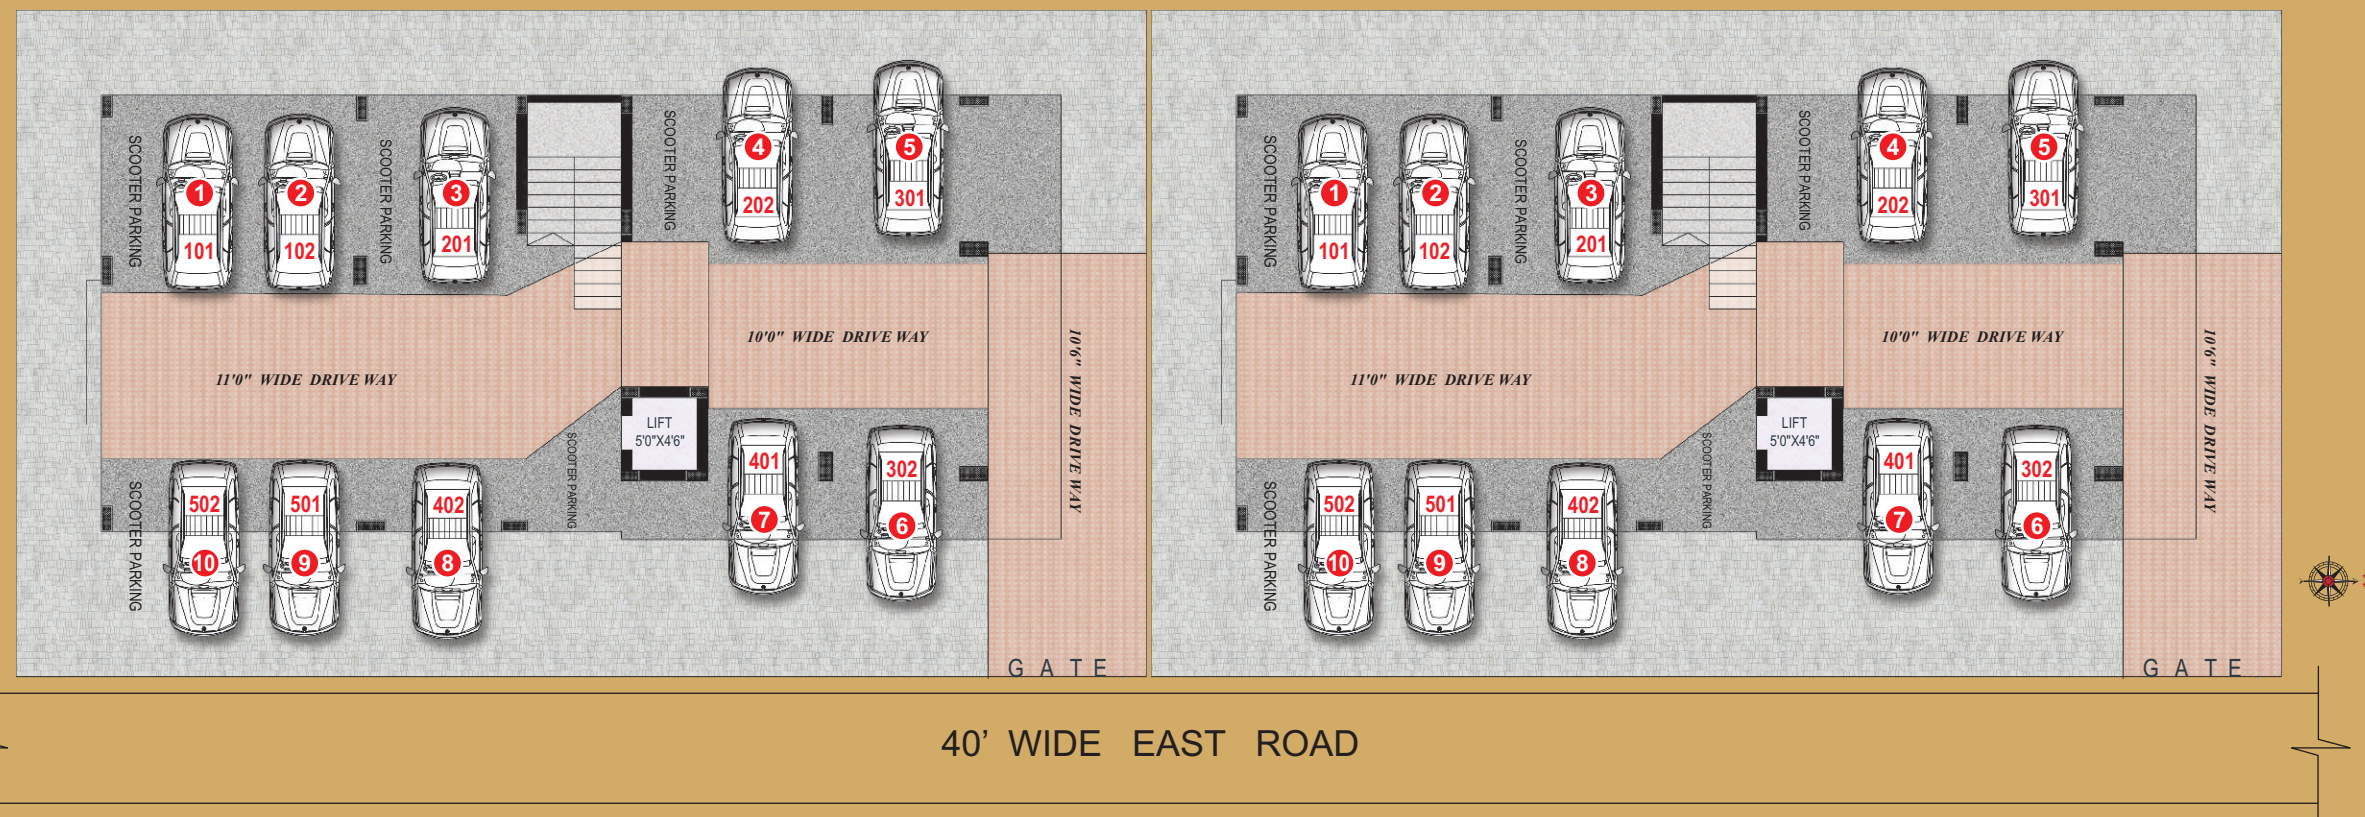 SCOOTER PARKING
1
101
2
102
SCOOTER PARKING
3
201
SCOOTER PARKING
4
202
5
301
11'0" WIDE DRIVE WAY
10'0" WIDE DRIVE WAY
10'6" WIDE DRIVE WAY
LIFT
5'0"X4'6"
SCOOTER PARKING
502
10
501
9
402
8
SCOOTER PARKING
401
7
302
6
GATE
SCOOTER PARKING
1
101
2
102
SCOOTER PARKING
3
201
SCOOTER PARKING
4
202
5
301
11'0" WIDE DRIVE WAY
10'0" WIDE DRIVE WAY
10'6" WIDE DRIVE WAY
LIFT
5'0"X4'6"
SCOOTER PARKING
502
10
501
9
402
8
SCOOTER PARKING
401
7
302
6
GATE
40’ WIDE EAST ROAD